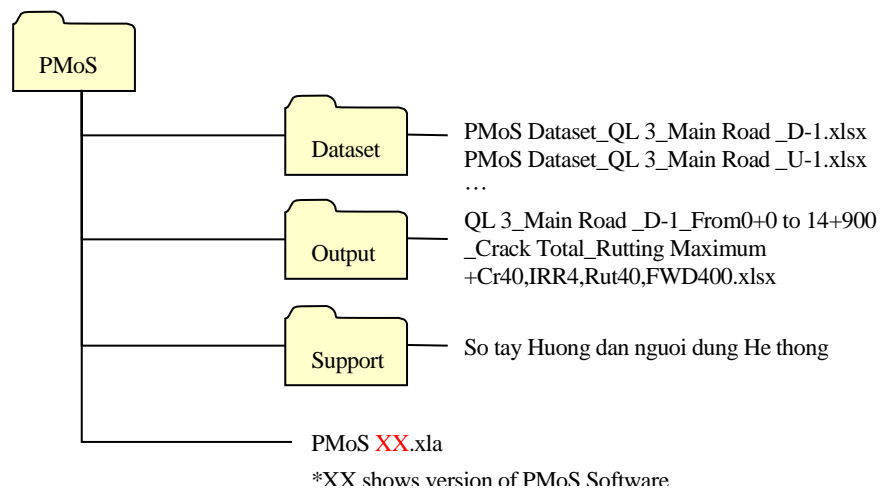 PMoS
Dataset
PMoS Dataset_QL 3_Main Road _D-1.xlsx
PMoS Dataset_QL 3_Main Road _U-1.xlsx
…
Output
QL 3_Main Road _D-1_From0+0 to 14+900
_Crack Total_Rutting Maximum
+Cr40,IRR4,Rut40,FWD400.xlsx
Support
So tay Huong dan nguoi dung He thong
PMoS XX.xla
*XX shows version of PMoS Software